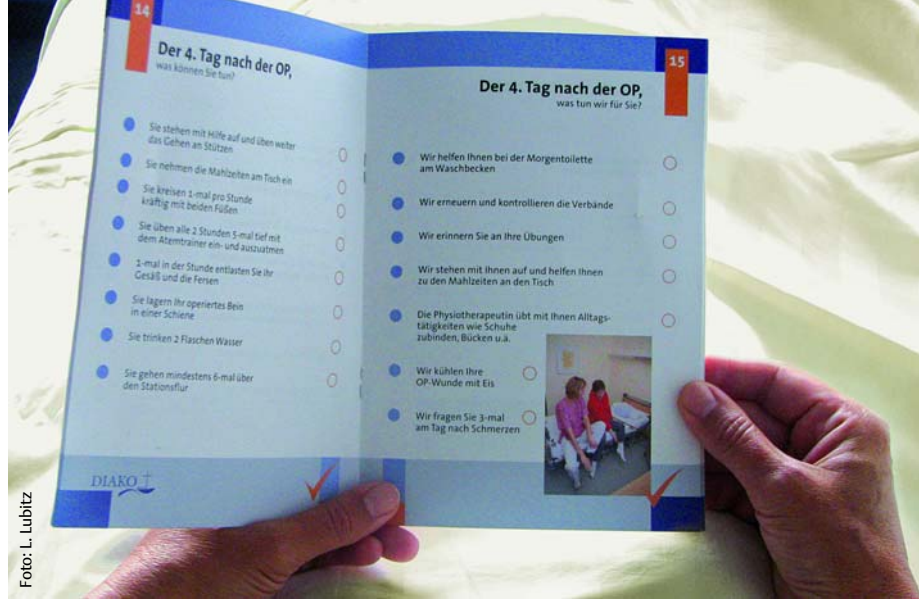 14
Der 4. Tag nach der OP,
was können Sie tun?
Sie stehen mit Hilfe auf und üben weiter
das Gehen an Stützen
Sie nehmen die Mahlzeiten am Tisch ein
Sie kreisen 1-mal pro Stunde
kräftig mit beiden Füßen
Sie üben alle 2 Stunden 5-mal tief mit
dem Atemtrainer ein- und auszuatmen
1-mal in der Stunde entlasten Sie Ihr
Gesäß und die Fersen
Sie lagern Ihr operiertes Bein
in einer Schiene
Sie trinken 2 Flaschen Wasser
Sie gehen mindestens 6-mal über
den Stationsflur
DIAKO
15
Der 4. Tag nach der OP,
was tun wir für Sie?
Wir helfen Ihnen bei der Morgentoilette
am Waschbecken
Wir erneuern und kontrollieren die Verbände
Wir erinnern Sie an Ihre Übungen
Wir stehen mit Ihnen auf und helfen Ihnen
zu den Mahlzeiten an den Tisch
Die Physiotherapeutin übt mit Ihnen Alltags-
tätigkeiten wie Schuhe
zubinden, Bücken u.ä.
Wir kühlen Ihre
OP-Wunde mit Eis
Wir fragen Sie 3-mal
am Tag nach Schmerzen
Foto: L. Lubitz